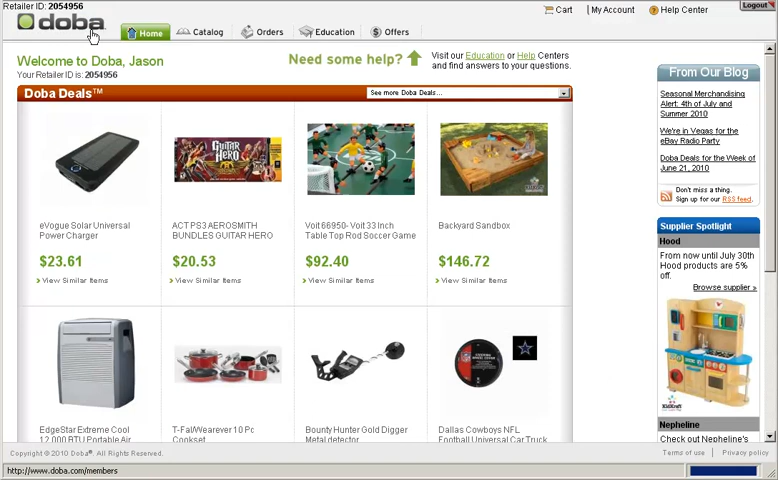 Retailer ID: 2054956
doba
Home
Catalog
Orders
Education
Offers
Cart
My Account
Help Center
Logout
Welcome to Doba, Jason
Your Retailer ID is: 2054956
Need some help?
Visit our Education or Help Centers
and find answers to your questions.
Doba Deals™
See more Doba Deals...
eVogue Solar Universal
Power Charger
$23.61
View Similar Items
GUITAR
HERO
ACT PS3 AEROSMITH
BUNDLES GUITAR HERO
$20.53
View Similar Items
Voit 66950- Voit 33 Inch
Table Top Rod Soccer Game
$92.40
View Similar Items
Backyard Sandbox
$146.72
View Similar Items
EdgeStar Extreme Cool
12,000 BTU Portable Air
T-Fal/Wearever 10 Pc
Cookset
Bounty Hunter Gold Digger
Metal detector
Dallas Cowboys NFL
Football Universal Car Truck
From Our Blog
Seasonal Merchandising
Alert: 4th of July and
Summer 2010
We're in Vegas for the
eBay Radio Party
Doba Deals for the Week of
June 21, 2010
Don't miss a thing.
Sign up for our RSS feed.
Supplier Spotlight
Hood
From now until July 30th
Hood products are 5%
off.
Browse supplier »
KidKraft
Nepheline
Check out Nepheline's
Copyright © 2010 Doba®. All Rights Reserved.
Terms of use
Privacy policy
http://www.doba.com/members